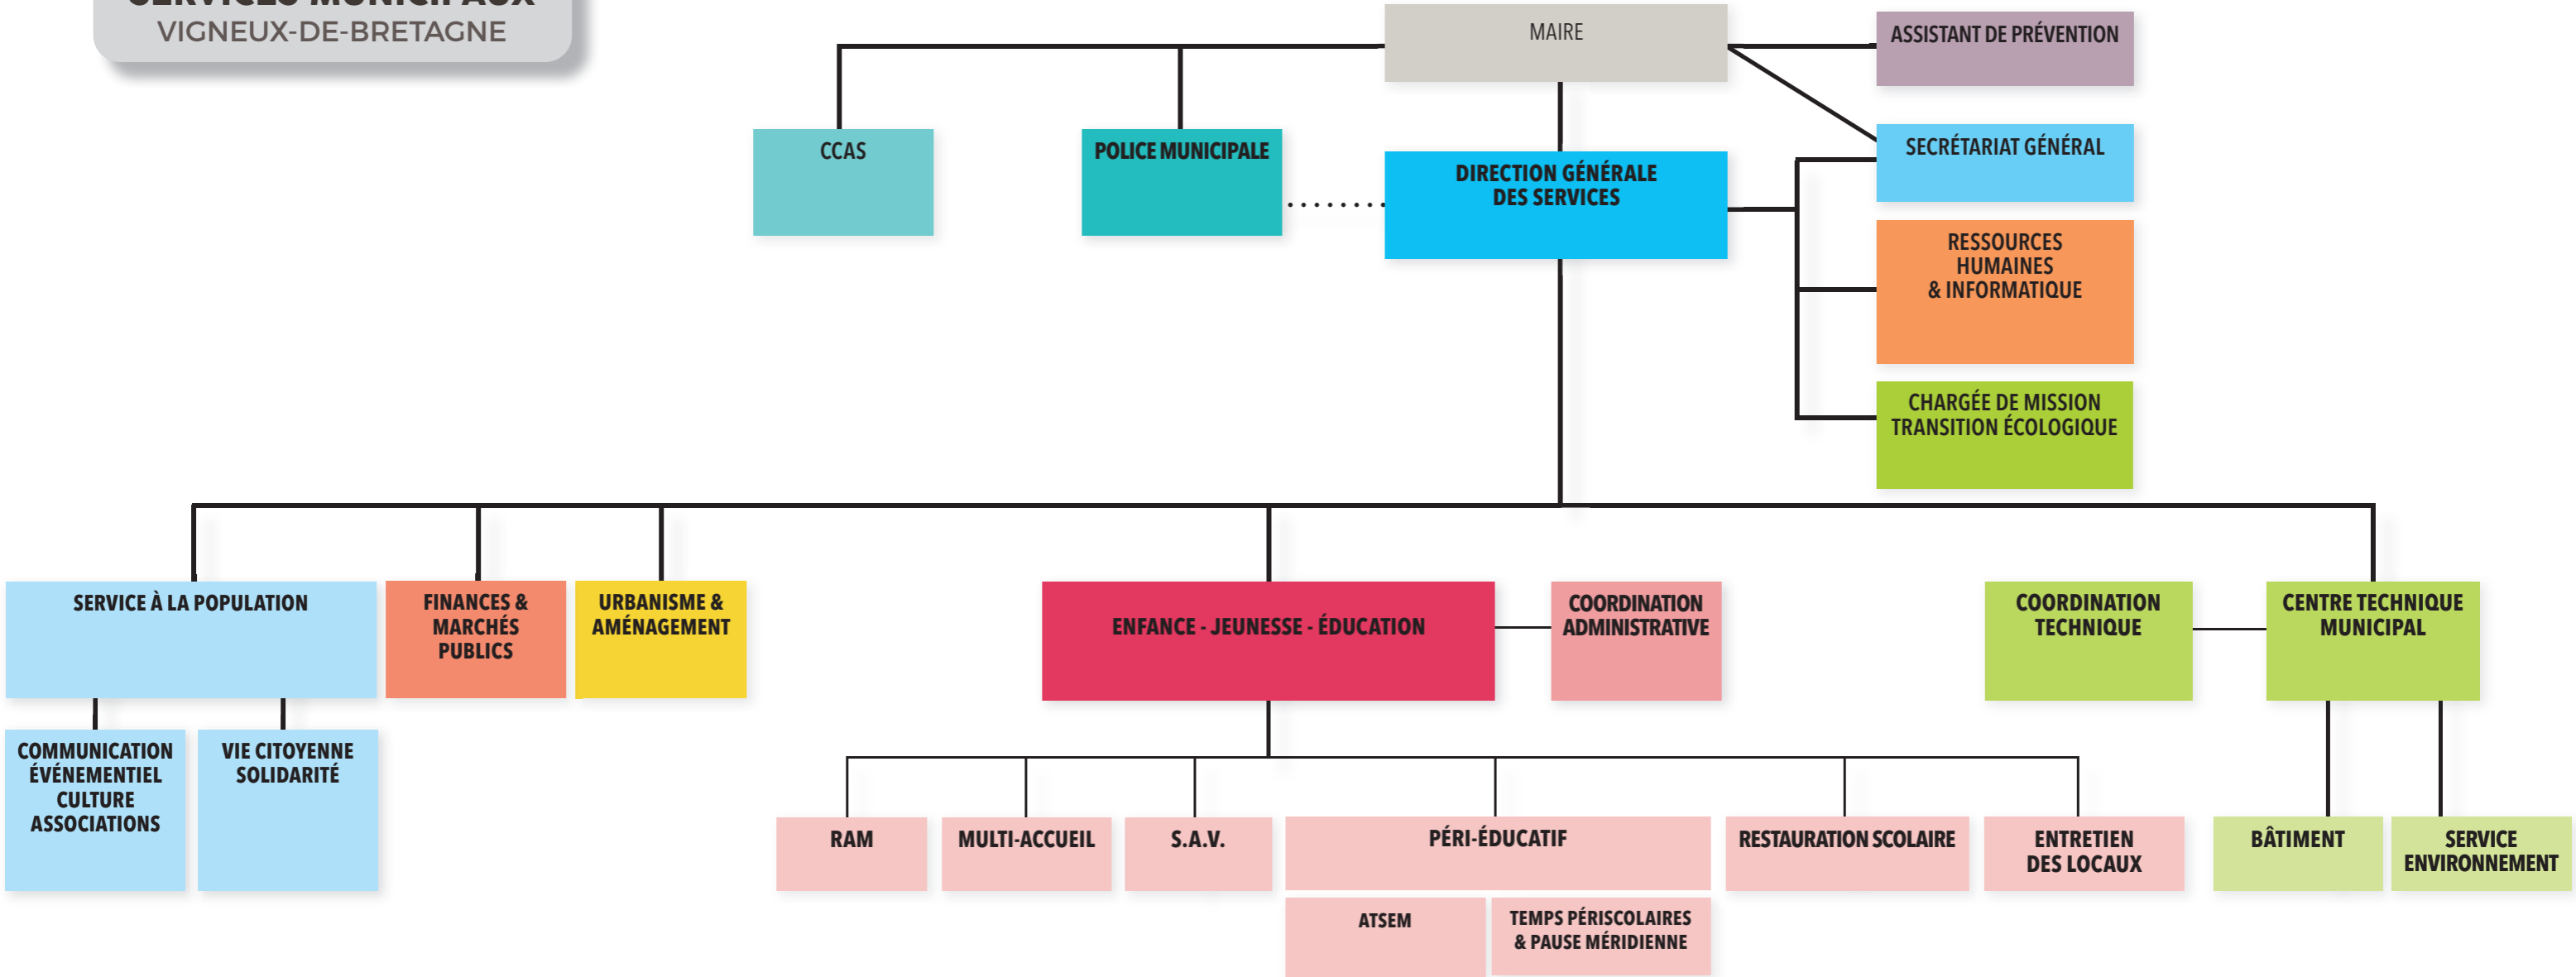 SERVICES MUNICIPAUX
VIGNEUX-DE-BRETAGNE
MAIRE
ASSISTANT DE PRÉVENTION
CCAS
POLICE MUNICIPALE
DIRECTION GÉNÉRALE
DES SERVICES
SECRÉTARIAT GÉNÉRAL
RESSOURCES
HUMAINES
& INFORMATIQUE
CHARGÉE DE MISSION
TRANSITION ÉCOLOGIQUE
SERVICE À LA POPULATION
FINANCES &
MARCHÉS
PUBLICS
URBANISME &
AMÉNAGEMENT
ENFANCE - JEUNESSE - ÉDUCATION
COORDINATION
ADMINISTRATIVE
COORDINATION
TECHNIQUE
CENTRE TECHNIQUE
MUNICIPAL
COMMUNICATION
ÉVÉNEMENTIEL
CULTURE
ASSOCIATIONS
VIE CITOYENNE
SOLIDARITÉ
RAM
MULTI-ACCUEIL
S.A.V.
PÉRI-ÉDUCATIF
RESTAURATION SCOLAIRE
ENTRETIEN
DES LOCAUX
BÂTIMENT
SERVICE
ENVIRONNEMENT
ATSEM
TEMPS PÉRISCOLAIRES
& PAUSE MÉRIDIENNE